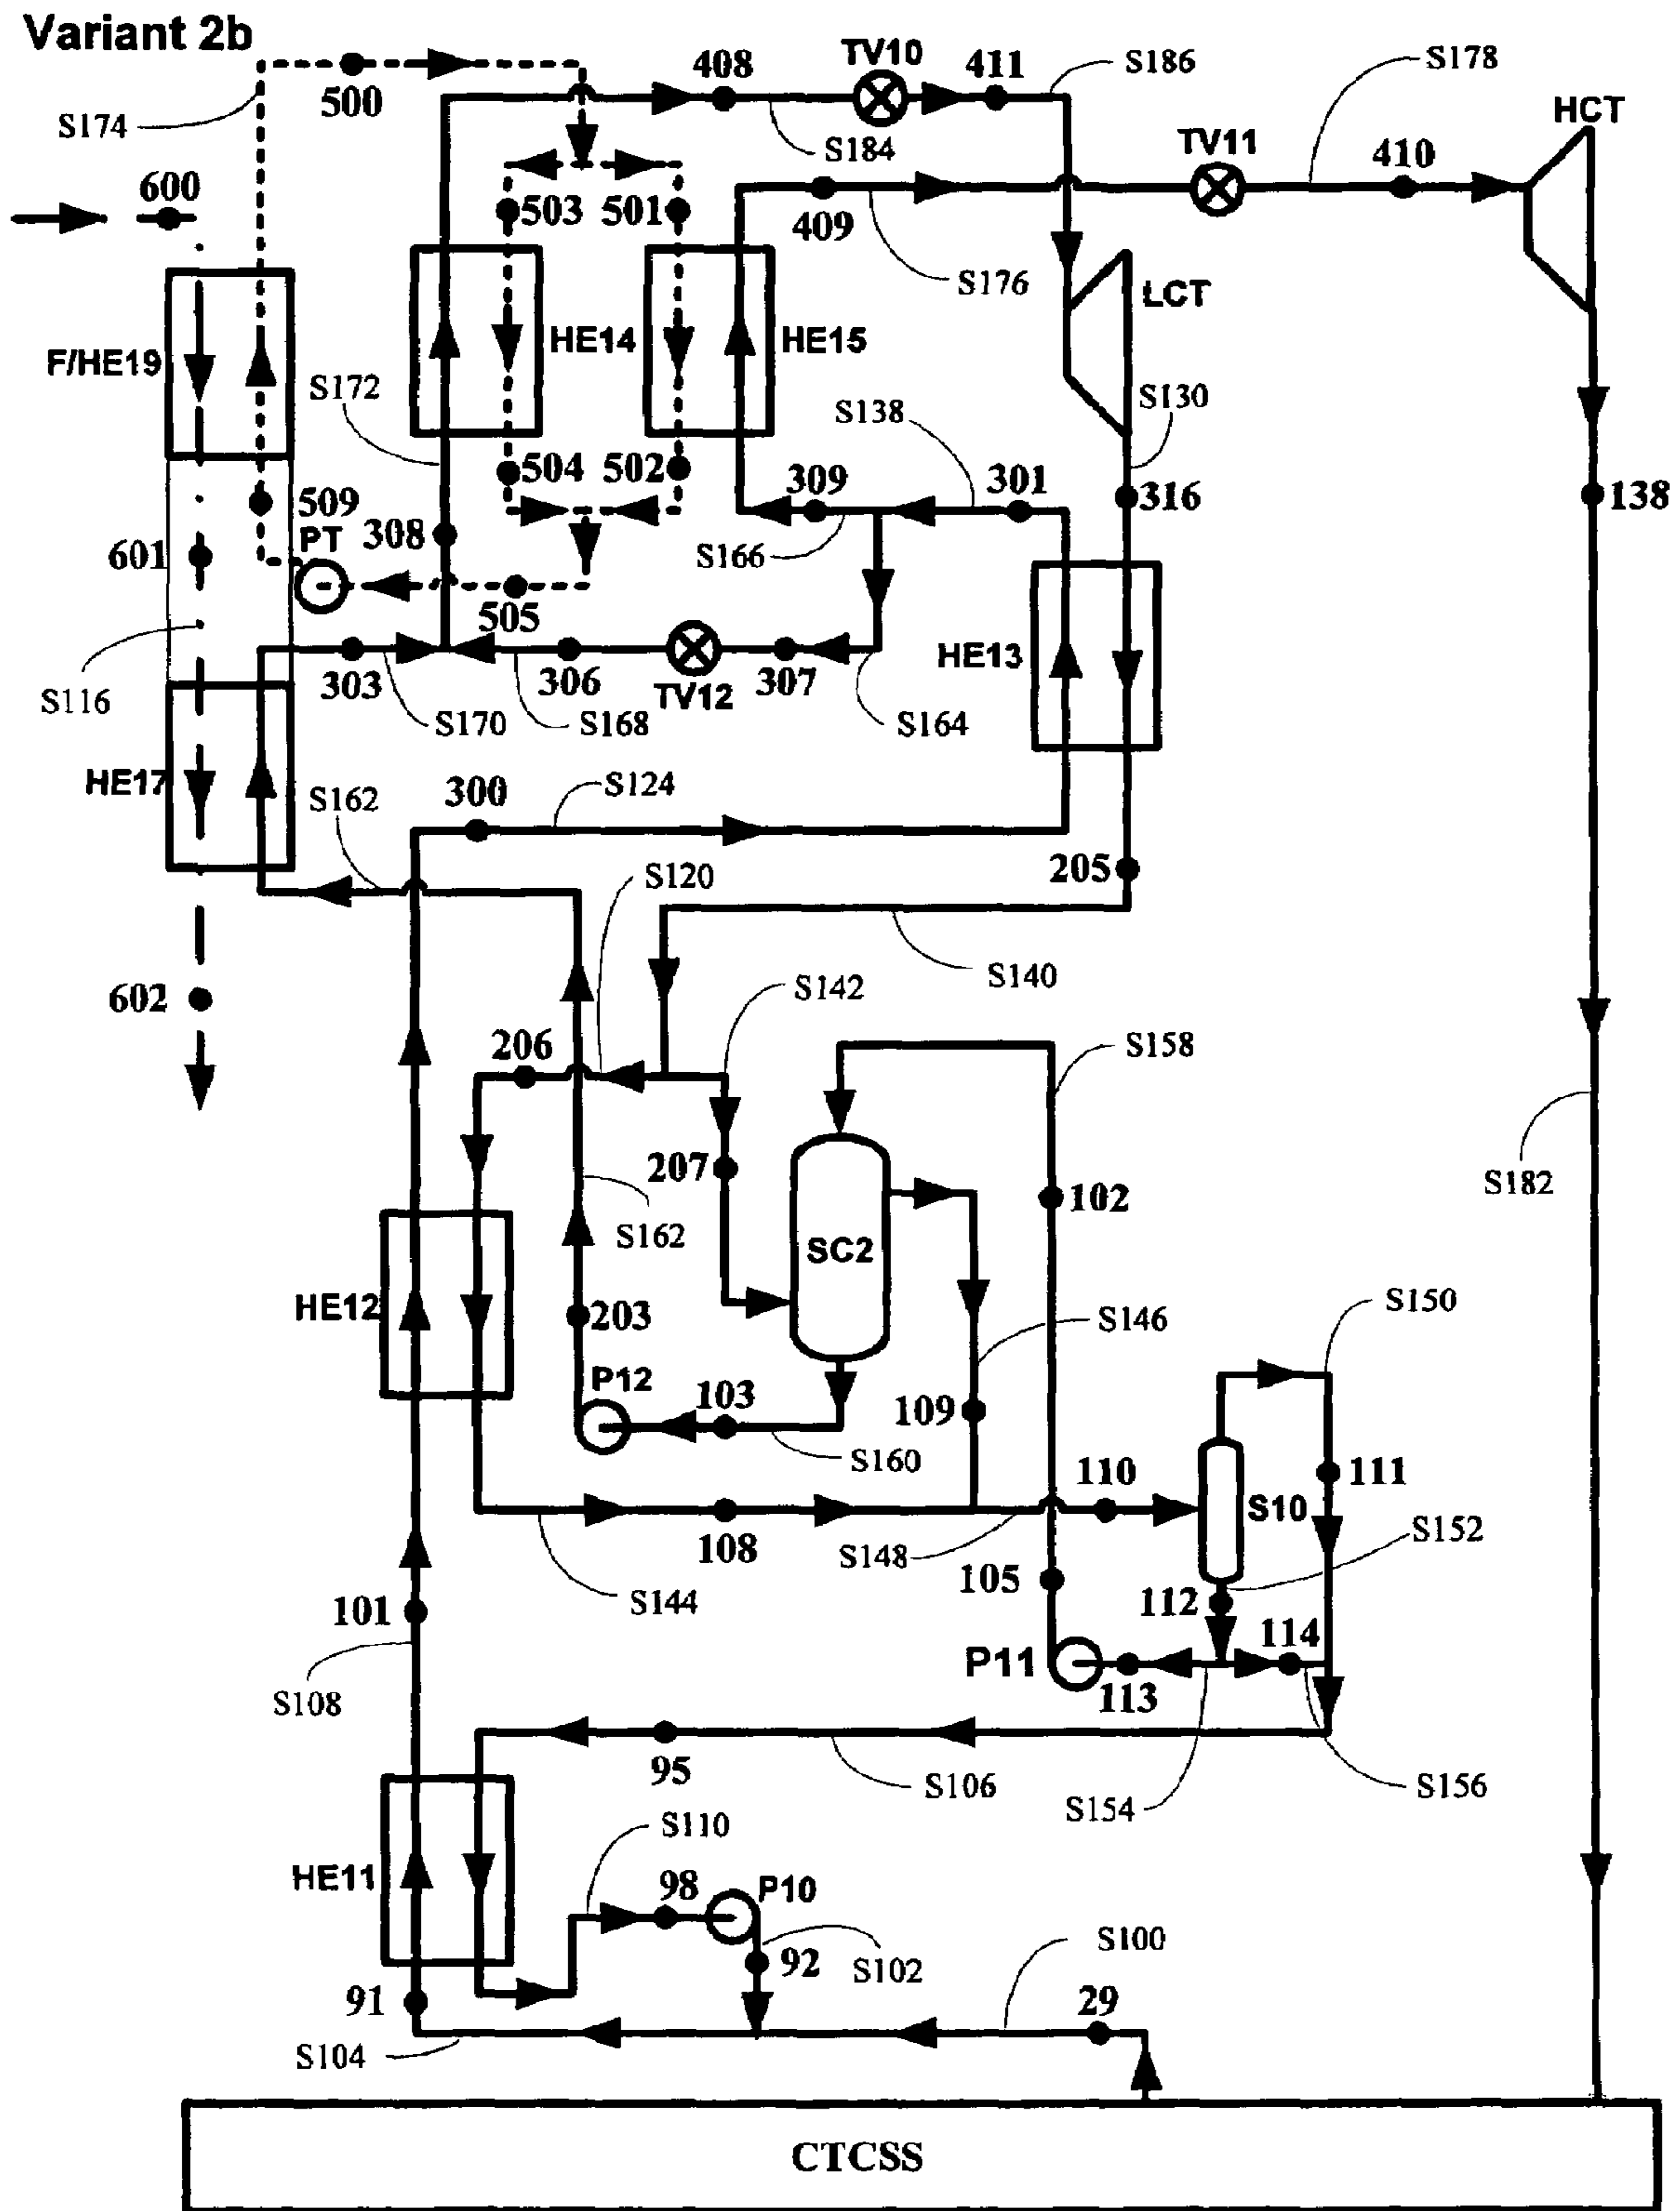 Variant 2b
500
S174
408
TV10
411
S186
S178
HCT
S184
TV11
410
600
503
501
409
S176
LCT
F/HE19
HE14
HE15
S172
S138
S130
504
502
309
301
316
138
509
PT
308
601
S166
505
HE13
S116
303
306
TV12
307
S170
S168
S164
HE17
S162
300
S124
S120
205
602
S142
S140
206
S158
207
102
S182
S162
SC2
HE12
203
S146
S150
P12
103
109
S160
110
111
S10
108
S148
S152
105
112
114
101
S144
P11
113
S108
95
S106
S154
S156
S110
HE11
98
P10
92
S102
S100
91
29
S104
CTCSS